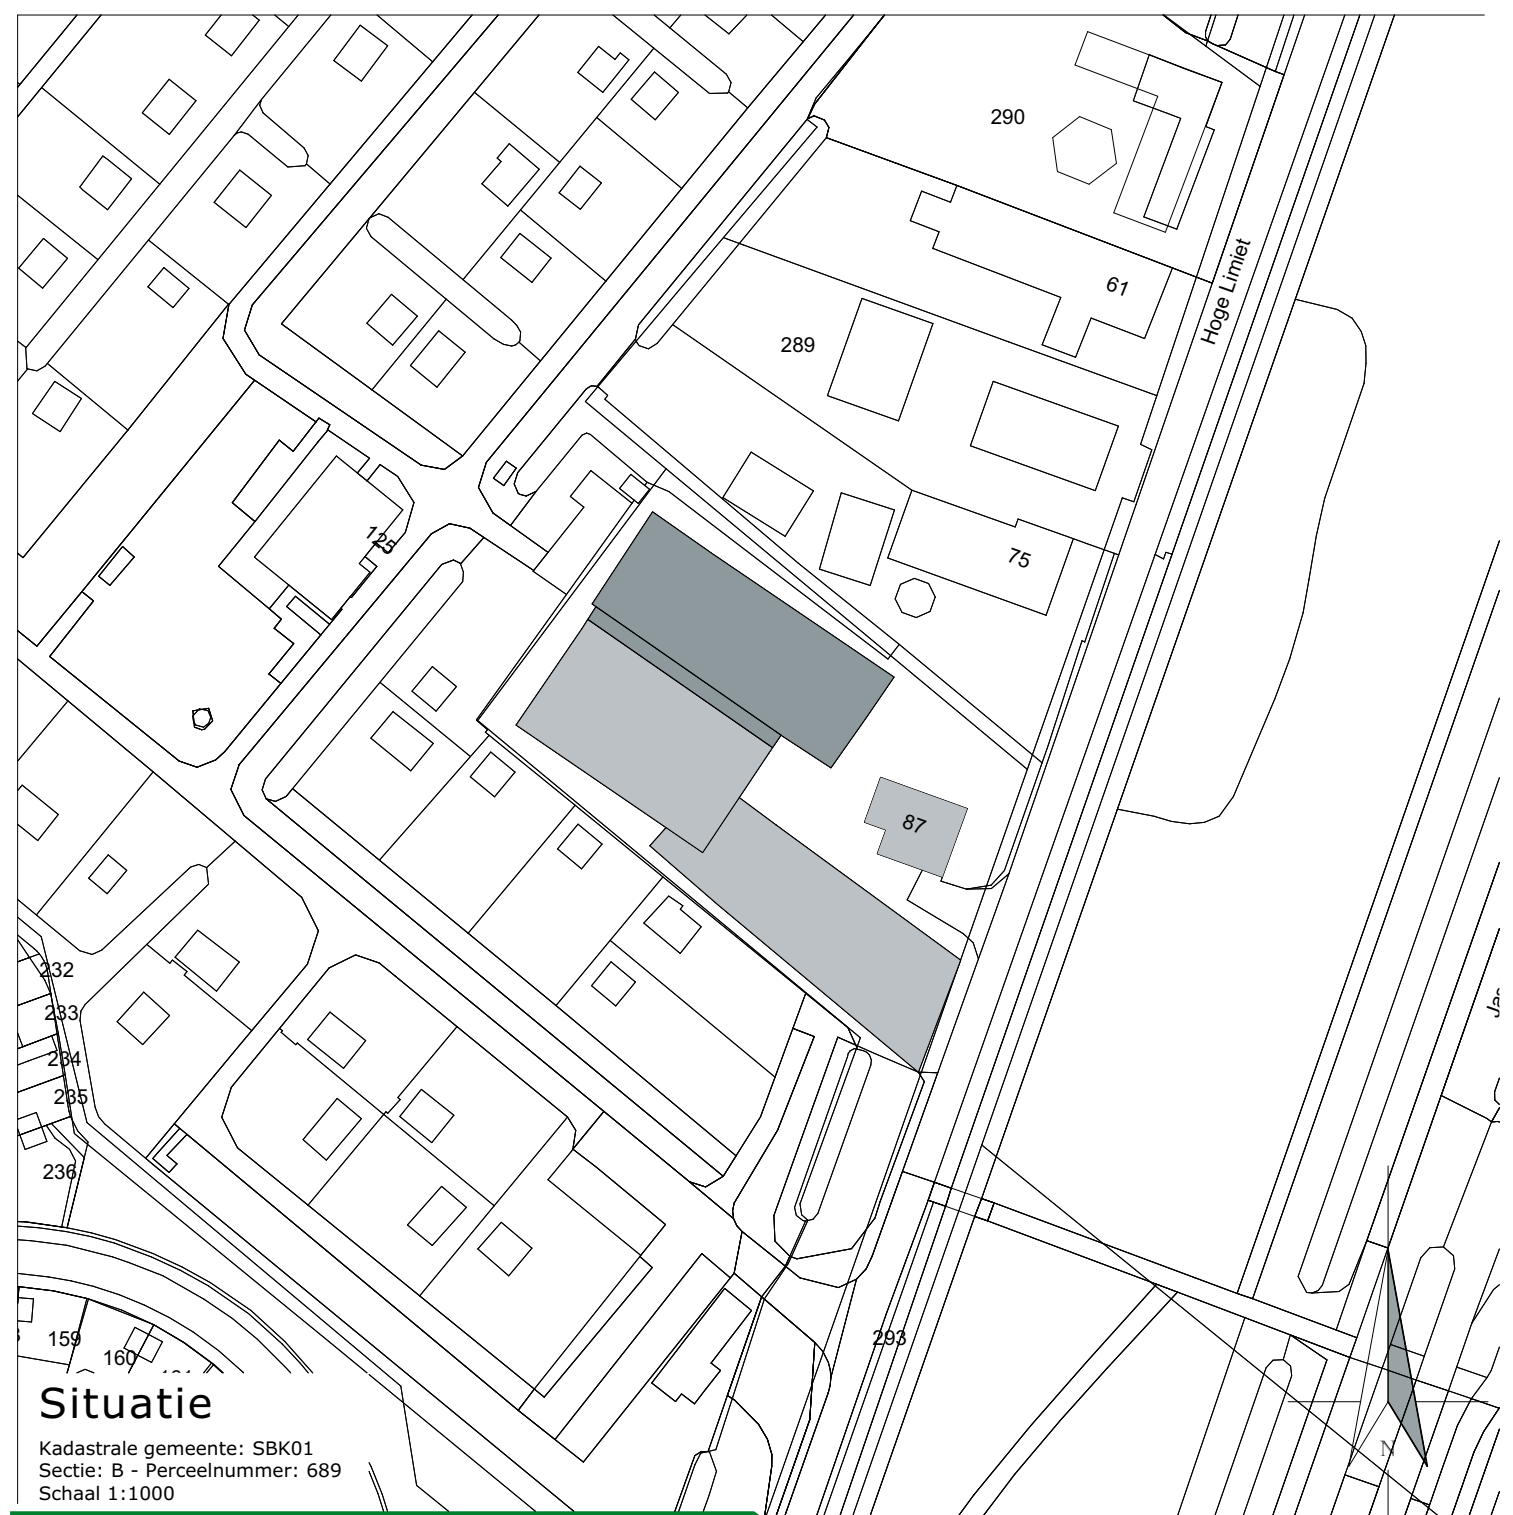 290
61
Hoge Limiet
289
125
75
87
232
233
234
235
236
293
159
160
Situatie
Kadastrale gemeente: SBK01
Sectie: B - Perceelnummer: 689
Schaal 1:1000
N